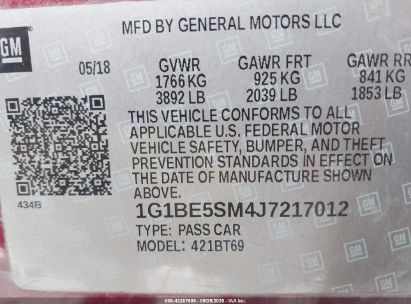 MFD BY GENERAL MOTORS LLC
GM
05/18
GVWR GAWR FRT GAWR RR
1766 KG 925 KG 841 KG
3892 LB 2039 LB 1853 LB
THIS VEHICLE CONFORMS TO ALL
APPLICABLE U.S. FEDERAL MOTOR
VEHICLE SAFETY, BUMPER, AND THEFT
PREVENTION STANDARDS IN EFFECT ON
THE DATE OF MANUFACTURE SHOWN
ABOVE.
434B
1G1BE5SM4J7217012
TYPE: PASS CAR
MODEL: 421BT69